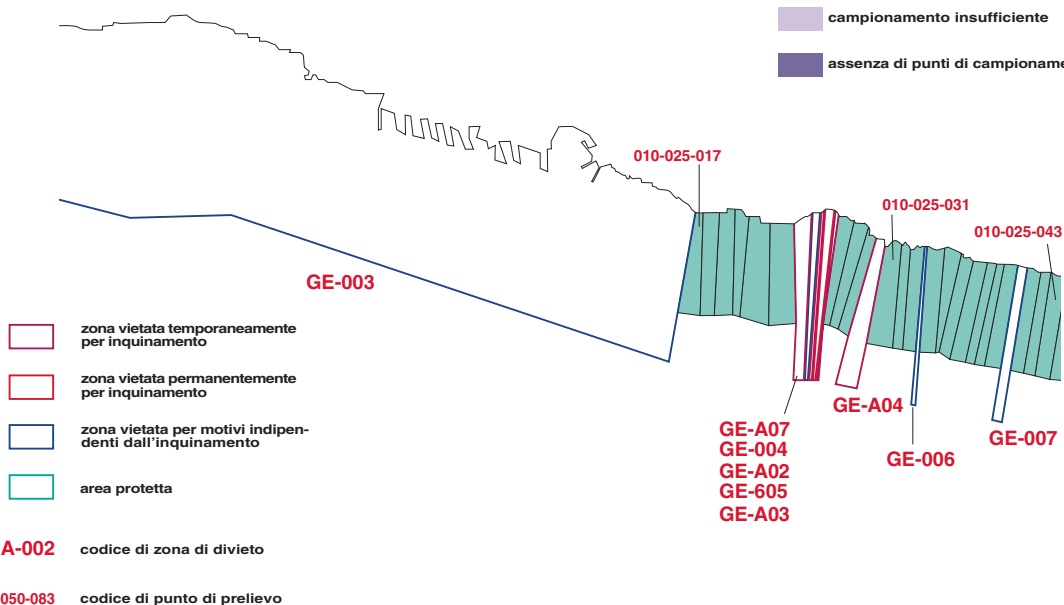 campionamento insufficiente
assenza di punti di
010-025-017
010-025-031
010-025-043
GE-003
zona vietata temporaneamente
per inquinamento
zona vietata permanentemente
per inquinamento
zona vietata per motivi indipen-
denti dall'inquinamento
area protetta
A-002 codice di zona di divieto
050-083 codice di punto di prelievo
GE-A07
GE-004
GE-A02
GE-605
GE-A03
GE-A04
GE-006
GE-007